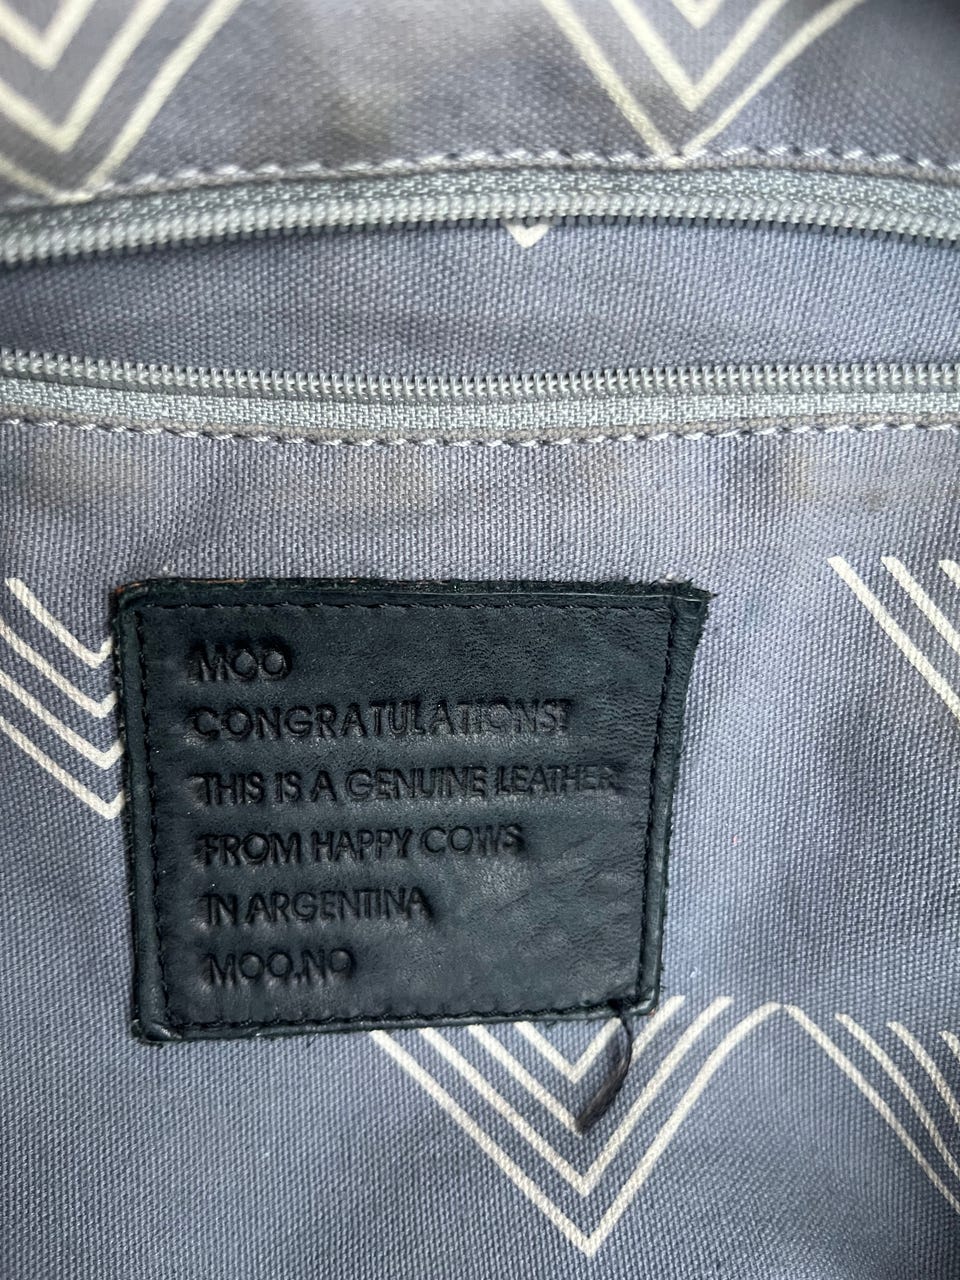 MOO
CONGRATULATIONS!
THIS IS A GENUINE LEATHER
FROM HAPPY COWS
IN ARGENTINA
MOO.NO